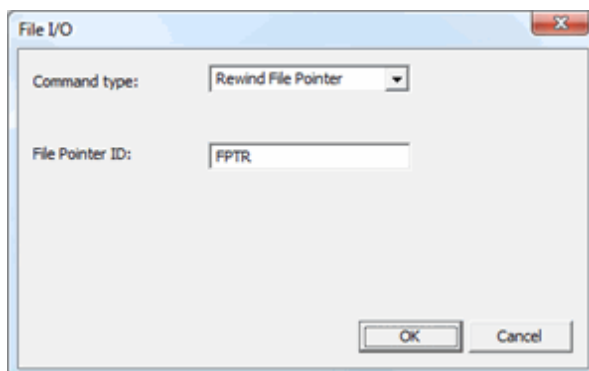 File I/O
Command type: Rewind File Pointer
File Pointer ID: FPTR
OK Cancel